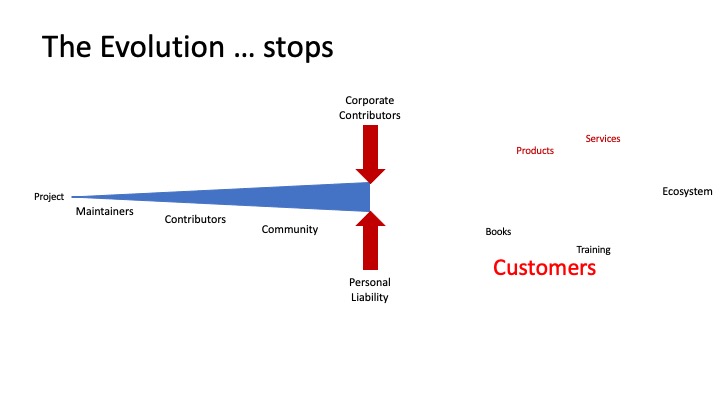 The Evolution … stops
Corporate
Contributors
Services
Products
Project
Ecosystem
Maintainers
Contributors
Community
Books
Training
Customers
Personal
Liability